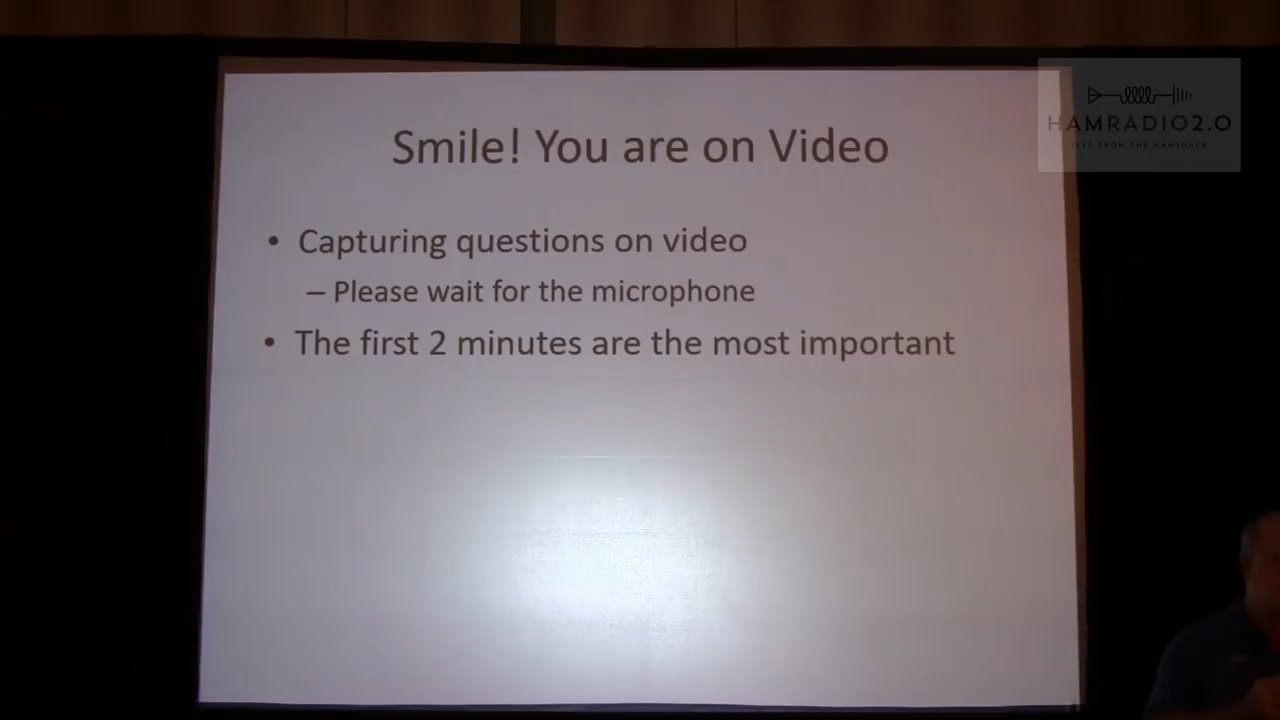 Smile! You are on Video
HAMRADIO2.0
LIVE FROM THE HAMSHACK
• Capturing questions on video
– Please wait for the microphone
• The first 2 minutes are the most important